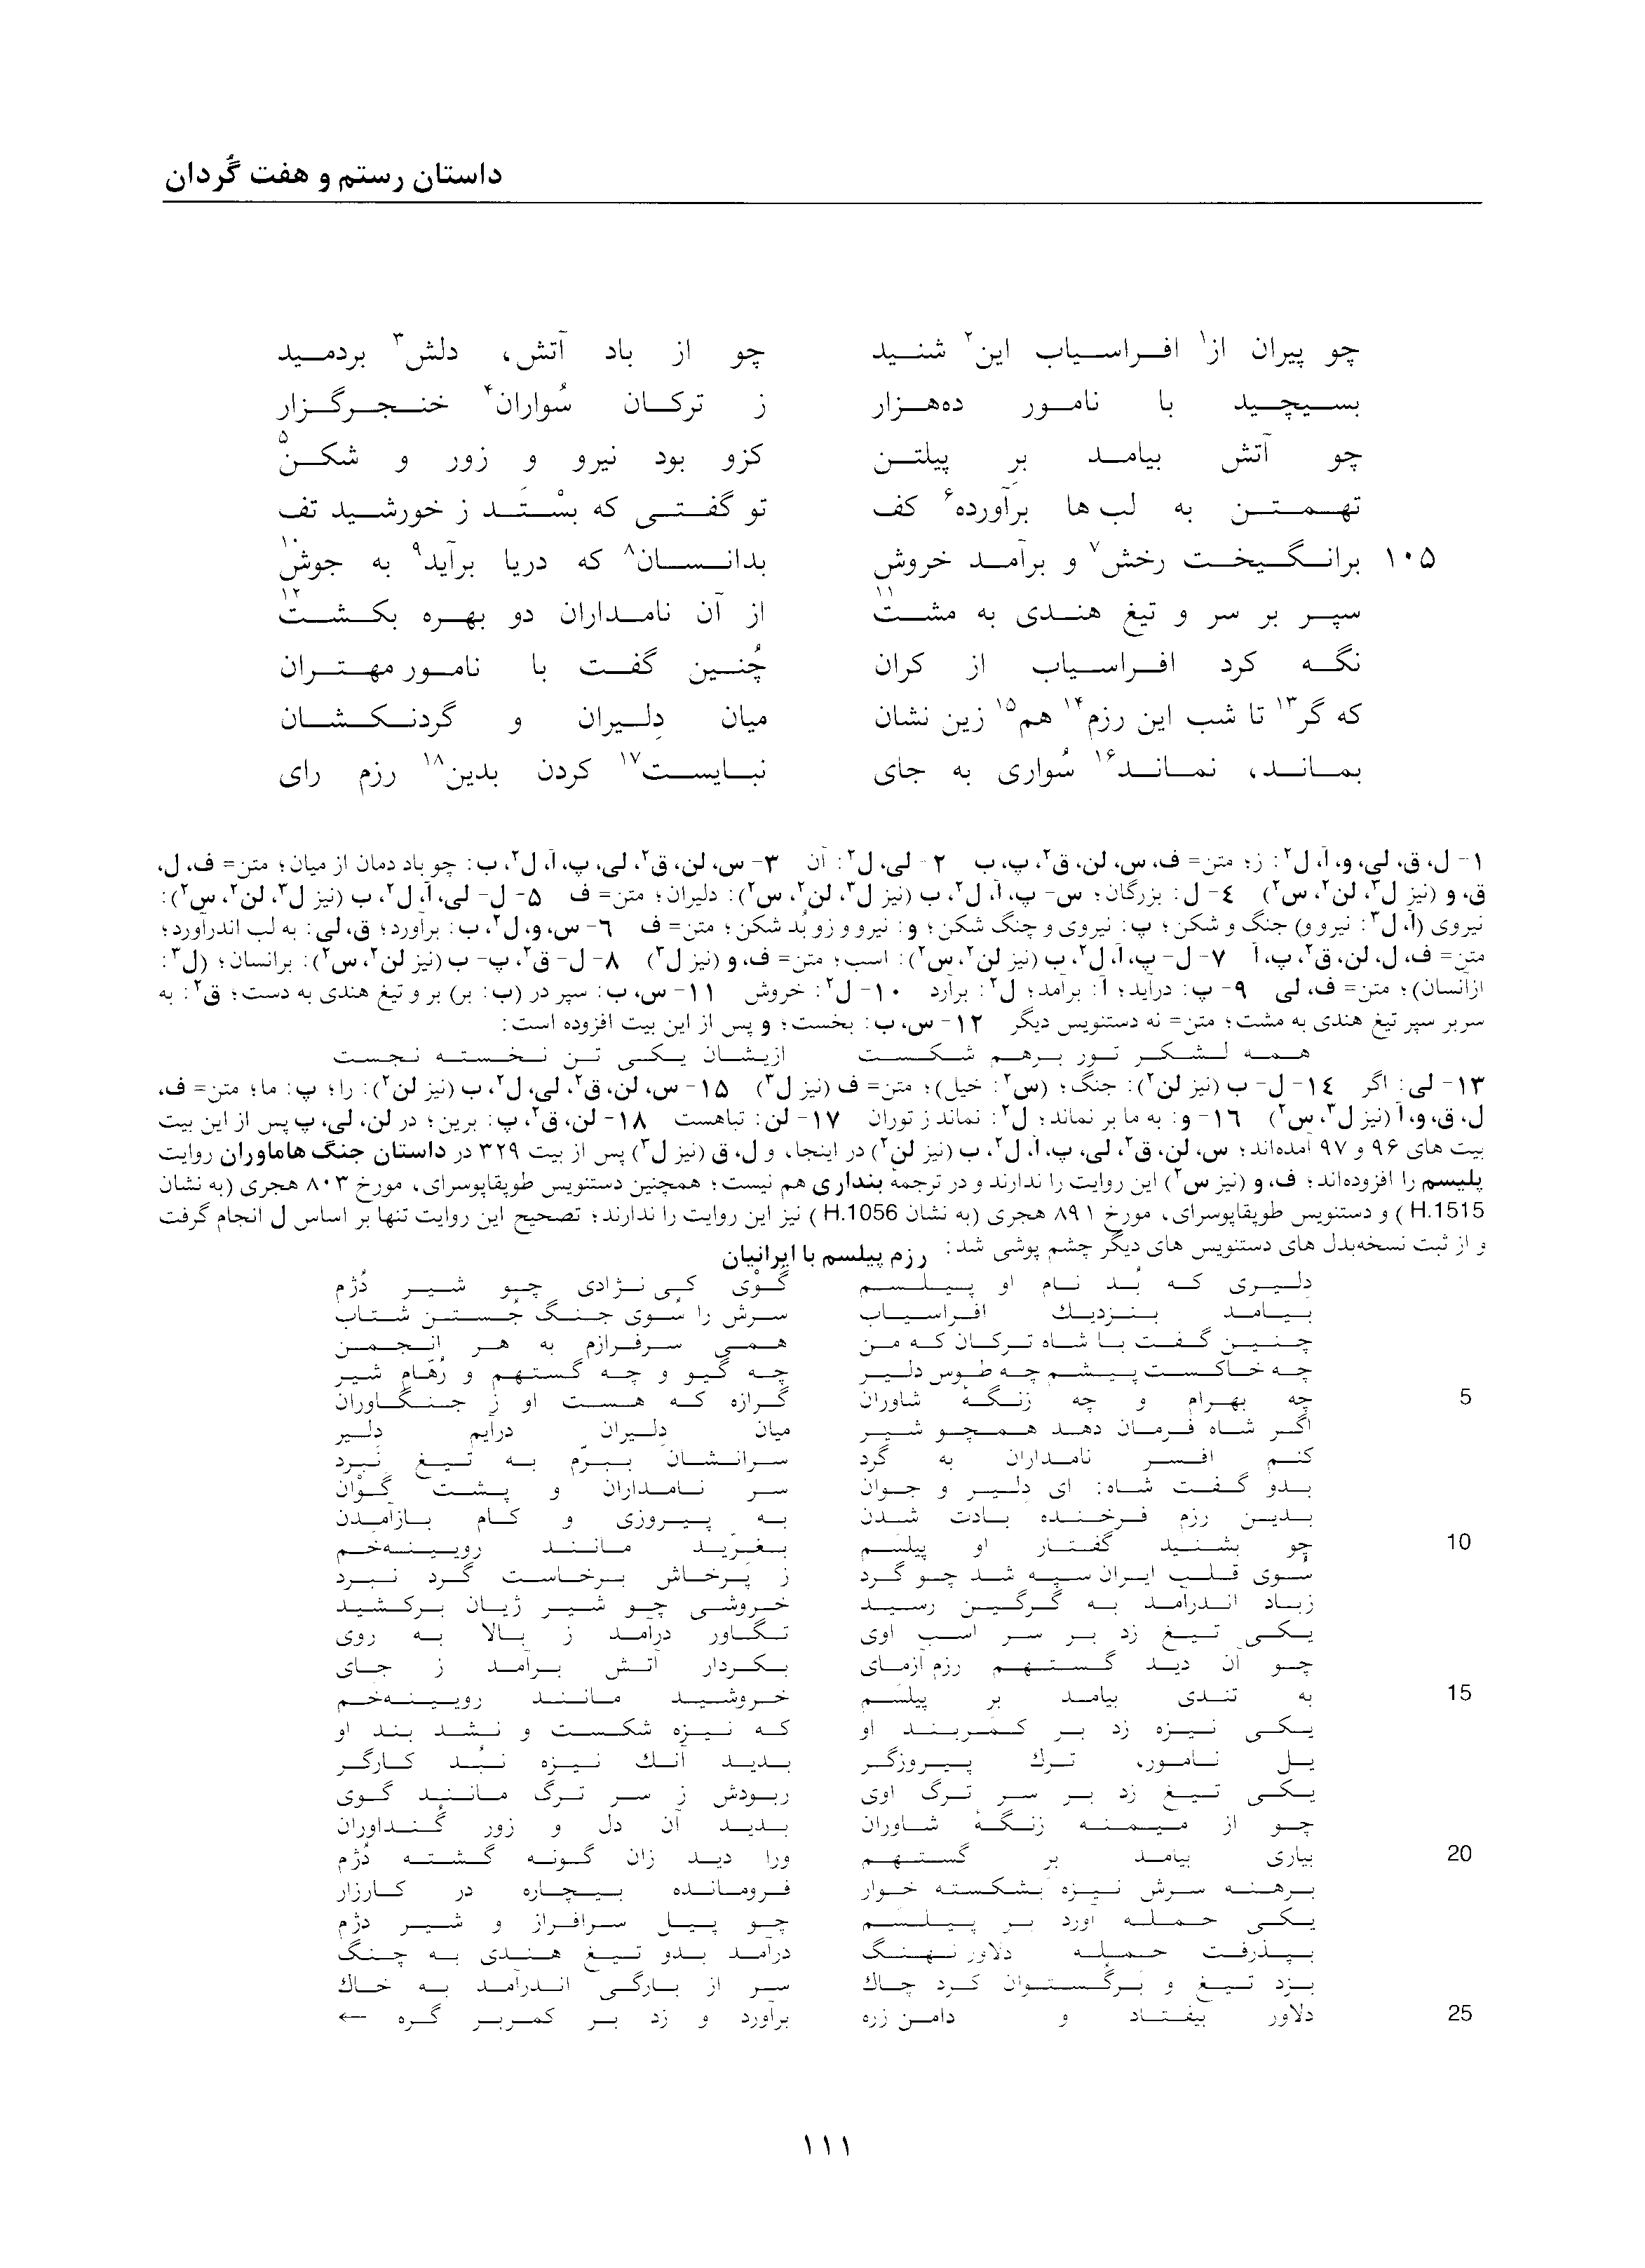 داستان رستم و هفت گُردان
چو پیران از¹ افراسیاب این² شنید چو از باد آتش، دلش³ بردمید
بسیچید با نامور ده‌هزار ز ترکان سُواران⁴ خنجرگزار
چو آتش بیامد برِ پیلتن کزو بود نیرو و زور و شکن⁵
تهمتن به لب‌ها برآورده⁶ کف تو گفتی که بسْتَد ز خورشید تف
۱۰۵ برانگیخت رخش⁷ و برآمد خروش بدانسان⁸ که دریا برآید⁹ به جوش¹⁰
سپر بر سر و تیغ هندی به مشت¹¹ از آن نامداران دو بهره بکشت¹²
نگه کرد افراسیاب از کران چُنین گفت با نامور مهتران
که گر¹³ تا شب این رزم¹⁴ هم¹⁵ زین نشان میان دلیران و گردنکشان
بماند، نماند¹⁶ سُواری به جای نبایست¹⁷ کردن بدین¹⁸ رزم رای
۱- ل، ق، لی، و، آ، ل²: ز؛ متن= ف، س، لن، ق²، پ، ب ۲- لی، ل²: آن ۳- س، لن، ق²، لی، پ، آ، ل²، ب: چو باد دمان از میان؛ متن= ف، ل،
ق، و (نیز ل³، لن²، س²) ۴- ل: بزرگان؛ س- پ، آ، ل²، ب (نیز ل³، لن²، س²): دلیران؛ متن= ف ۵- ل- لی، آ، ل²، ب (نیز ل³، لن²، س²):
نیروی (آ، ل³: نیرو و) جنگ و شکن؛ پ: نیروی و چنگ شکن؛ و: نیرو و زو بُد شکن؛ متن= ف ۶- س، و، ل²، ب: برآورد؛ ق، لی: به لب اندرآورد؛
متن= ف، ل، لن، ق²، پ، آ ۷- ل- پ، آ، ل²، ب (نیز لن²، س²): اسب؛ متن= ف، و (نیز ل³) ۸- ل- ق²، پ- ب (نیز لن²، س²): برانسان؛ (ل³:
ازانسان)؛ متن= ف، لی ۹- پ: دراید؛ آ: برآمد؛ ل²: برآرد ۱۰- ل²: خروش ۱۱- س، ب: سپر در (ب: بر) بر و تیغ هندی به دست؛ ق²: به
سر بر سپر تیغ هندی به مشت؛ متن= نه دستنویس دیگر ۱۲- س، ب: بخست؛ و پس از این بیت افزوده است:
همه لشکر تور برهم شکست ازیشان یکی تن نخسته نجست
۱۳- لی: اگر ۱۴- ل- ب (نیز لن²): جنگ؛ (س²: خیل)؛ متن= ف (نیز ل³) ۱۵- س، لن، ق²، لی، ل²، ب (نیز لن²): را؛ پ: ما؛ متن= ف،
ل، ق، و، آ (نیز ل³، س²) ۱۶- و: به ما بر نماند؛ ل²: نماند ز توران ۱۷- لن: تباهست ۱۸- لن، ق²، پ: برین؛ در لن، لی، پ پس از این بیت
بیت های ۹۶ و ۹۷ آمده‌اند؛ س، لن، ق²، لی، پ، آ، ل²، ب (نیز لن²) در اینجا، و ل، ق (نیز ل³) پس از بیت ۳۲۹ در داستان جنگ هاماوران روایت
پلیسم را افزوده‌اند؛ ف، و (نیز س²) این روایت را ندارند و در ترجمهٔ بنداری هم نیست؛ همچنین دستنویس طوپقاپوسرای، مورخ ۸۰۳ هجری (به نشان
H.1515) و دستنویس طوپقاپوسرای، مورخ ۸۹۱ هجری (به نشان H.1056) نیز این روایت را ندارند؛ تصحیح این روایت تنها بر اساس ل انجام گرفت
و از ثبت نسخه‌بدل های دستنویس های دیگر چشم پوشی شد: رزم پیلسم با ایرانیان
دلیری که بُد نام او پیلسم گَوْی کی نژادی چو شیر دُژم
بیامد بنزدیك افراسیاب سرش را سُوی جنگ جُستن شتاب
چنین گفت با شاه ترکان که من همی سرفرازم به هر انجمن
چه خاکست پیشم چه طوس دلیر چه گیو و چه گستهم و رُهّام شیر
5 چه بهرام و چه زنگهٔ شاوران گرازه که هست او ز جنگاوران
اگر شاه فرمان دهد همچو شیر میان دلیران درآیم دلیر
کنم افسر نامداران به گرد سرانشان ببرم به تیغ نبرد
بدو گفت شاه: ای دلیر و جوان سر نامداران و پشت گَوْان
بدین رزم فرخنده بادت شدن به پیروزی و کام بازآمدن
10 چو بشنید گفتار او پیلسم بغرید مانند رویینه‌خم
سوی قلب ایران سپه شد چو گرد ز پرخاش برخاست گرد نبرد
زباد اندرآمد به گرگین رسید خروشی چو شیر ژیان برکشید
یکی تیغ زد بر سر اسب اوی تگاور درآمد ز بالا به روی
چو آن دید گستهم رزم آزمای بکردار آتش برآمد ز جای
15 به تندی بیامد بر پیلسم خروشید مانند رویینه‌خم
یکی نیزه زد بر کمربند او که نیزه شکست و نشد بند او
یل نامور، ترك پیروزگر بدید آنك نیزه نبُد کارگر
یکی تیغ زد بر سر ترگ اوی ربودش ز سر ترگ مانند گوی
چو از میمنه زنگهٔ شاوران بدید آن دل و زور گنداوران
20 بیاری بیامد بر گستهم ورا دید زان گونه گشته دُژم
برهنه سرش نیزه بشکسته خوار فرومانده بیچاره در کارزار
یکی حمله آورد بر پیلسم چو پیل سرافراز و شیر دژم
بپذرفت حمله دلاور نهنگ درآمد بدو تیغ هندی به چنگ
بزد تیغ و برگستوان کرد چاك سر از بارگی اندرآمد به خاك
25 دلاور بیفتاد و دامن زره برآورد و زد بر کمربر گره ←
۱۱۱